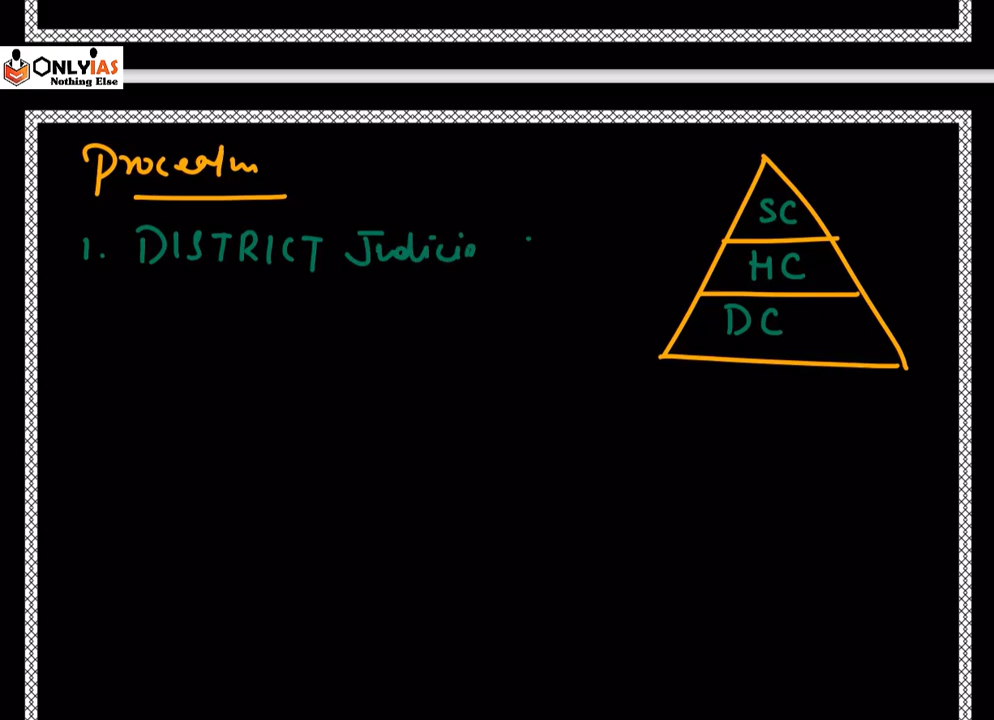 ONLYIAS
Nothing Else
Procedure
1. DISTRICT Judicia
SC
HC
DC